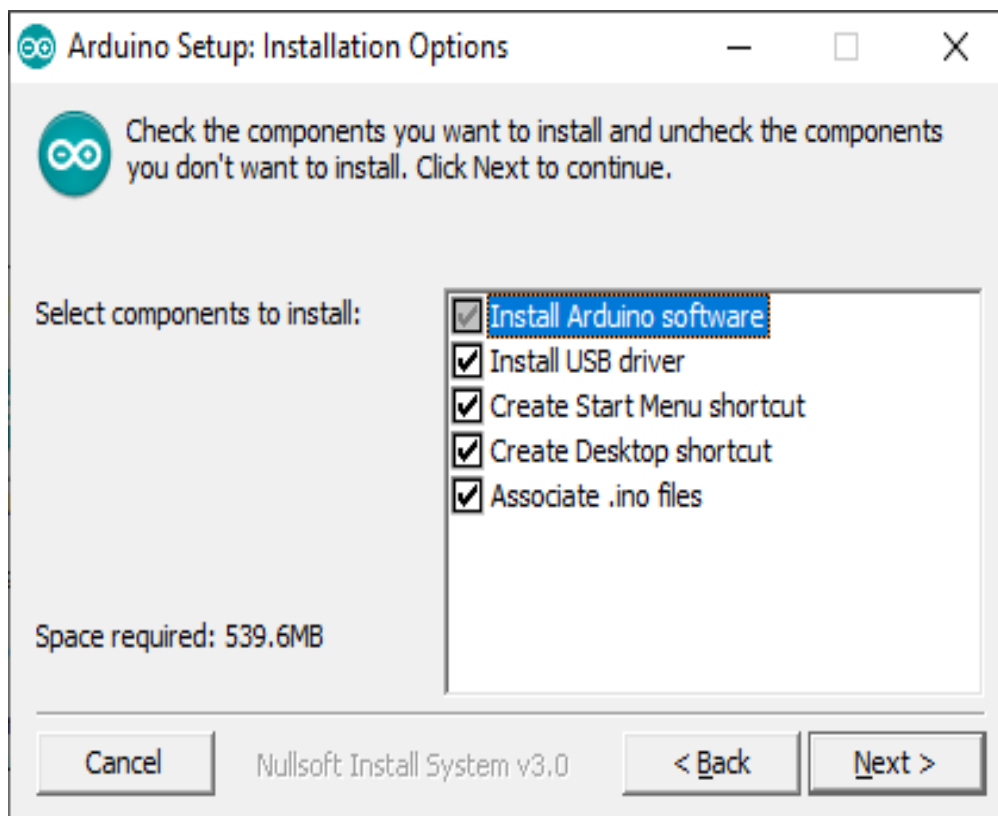 Arduino Setup: Installation Options
Check the components you want to install and uncheck the components
you don't want to install. Click Next to continue.
Select components to install:
Install Arduino software
Install USB driver
Create Start Menu shortcut
Create Desktop shortcut
Associate .ino files
Space required: 539.6MB
Cancel
Nullsoft Install System v3.0
< Back
Next >